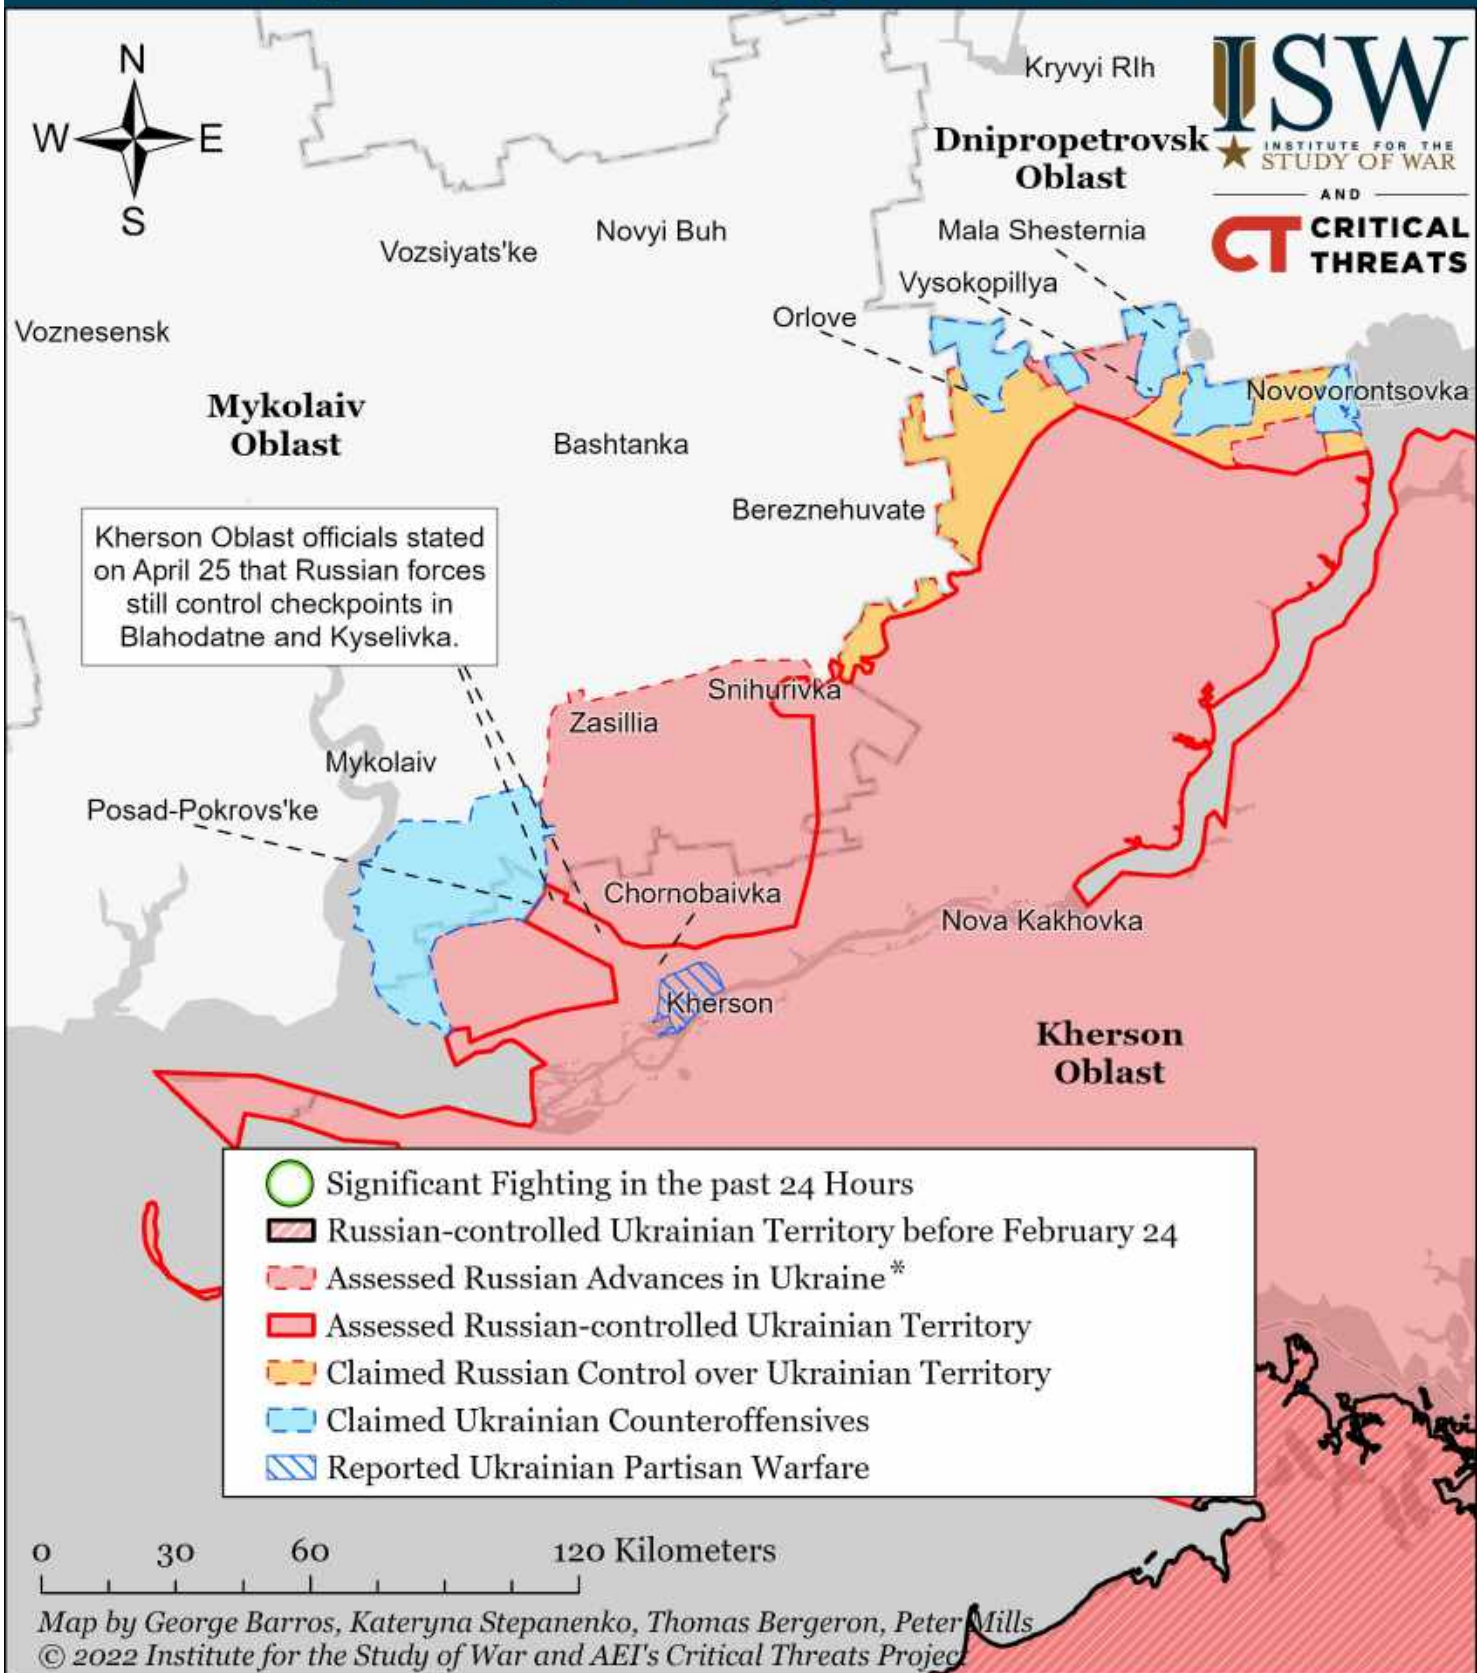 N
W
E
S
Kryvyi RIh
ISW
INSTITUTE FOR THE
STUDY OF WAR
AND
CT CRITICAL
THREATS
Dnipropetrovsk
Oblast
Mala Shesternia
Vysokopillya
Orlove
Novyi Buh
Vozsiyats'ke
Voznesensk
Mykolaiv
Oblast
Bashtanka
Novovorontsovka
Bereznehuvate
Kherson Oblast officials stated
on April 25 that Russian forces
still control checkpoints in
Blahodatne and Kyselivka.
Snihurivka
Zasillia
Mykolaiv
Posad-Pokrovs'ke
Chornobaivka
Nova Kakhovka
Kherson
Kherson
Oblast
Significant Fighting in the past 24 Hours
Russian-controlled Ukrainian Territory before February 24
Assessed Russian Advances in Ukraine*
Assessed Russian-controlled Ukrainian Territory
Claimed Russian Control over Ukrainian Territory
Claimed Ukrainian Counteroffensives
Reported Ukrainian Partisan Warfare
0 30 60 120 Kilometers
Map by George Barros, Kateryna Stepanenko, Thomas Bergeron, Peter Mills
© 2022 Institute for the Study of War and AEI's Critical Threats Project